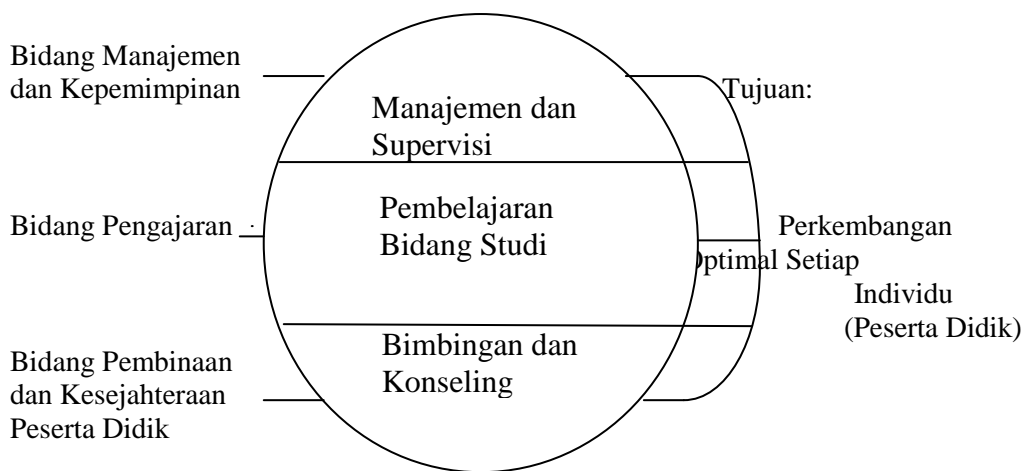 Bidang Manajemen
dan Kepemimpinan
Manajemen dan
Supervisi
Tujuan:
Bidang Pengajaran
Pembelajaran
Bidang Studi
Perkembangan
Optimal Setiap
Individu
(Peserta Didik)
Bidang Pembinaan
dan Kesejahteraan
Peserta Didik
Bimbingan dan
Konseling